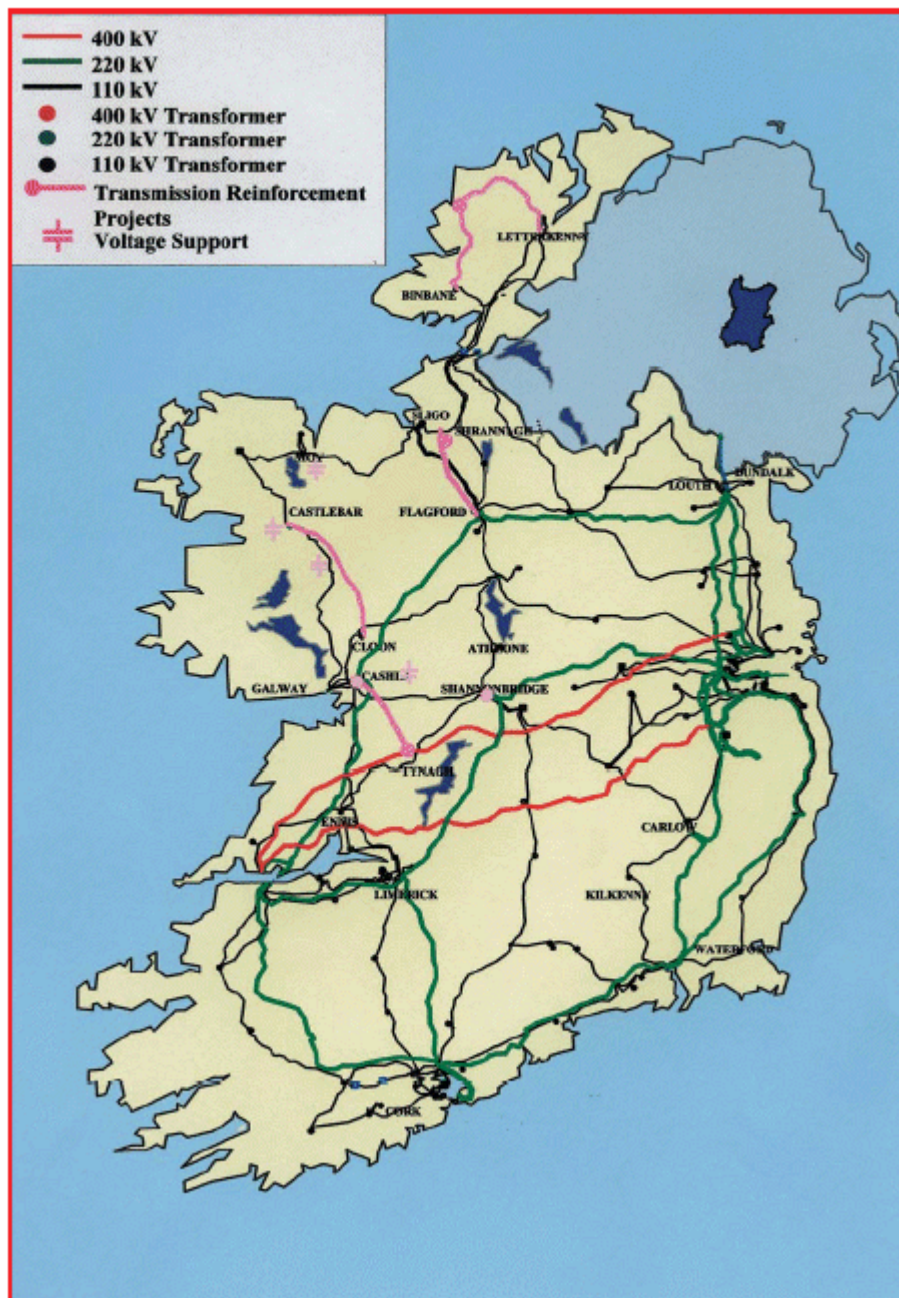 400 kV
220 kV
110 kV
400 kV Transformer
220 kV Transformer
110 kV Transformer
Transmission Reinforcement
Projects
Voltage Support
LETTERKENNY
BINBANE
SLIGO
SHRANNAGH
MOY
DUNDALK
LOUTH
CASTLEBAR
FLAGFORD
CLOON
ATHLONE
CASHLA
GALWAY
SHANNONBRIDGE
TYNAGH
ENNIS
CARLOW
LIMERICK
KILKENNY
WATERFORD
CORK